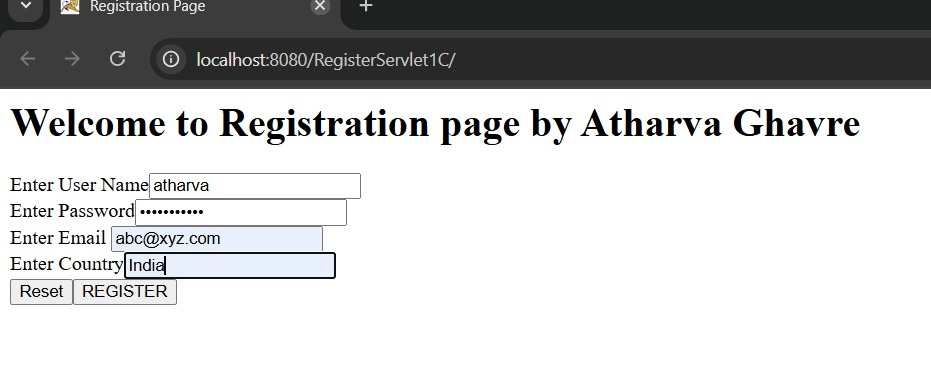 Registration Page
localhost:8080/RegisterServlet1C/
Welcome to Registration page by Atharva Ghavre
Enter User Name atharva
Enter Password •••••••••••
Enter Email abc@xyz.com
Enter Country India
Reset REGISTER